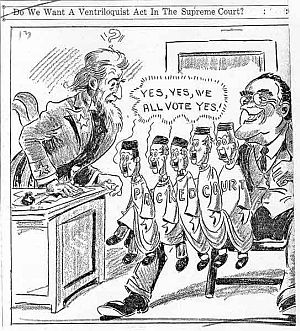 Do We Want A Ventriloquist Act In The Supreme Court?
YES, YES, WE
ALL VOTE YES!
PACKED COURT